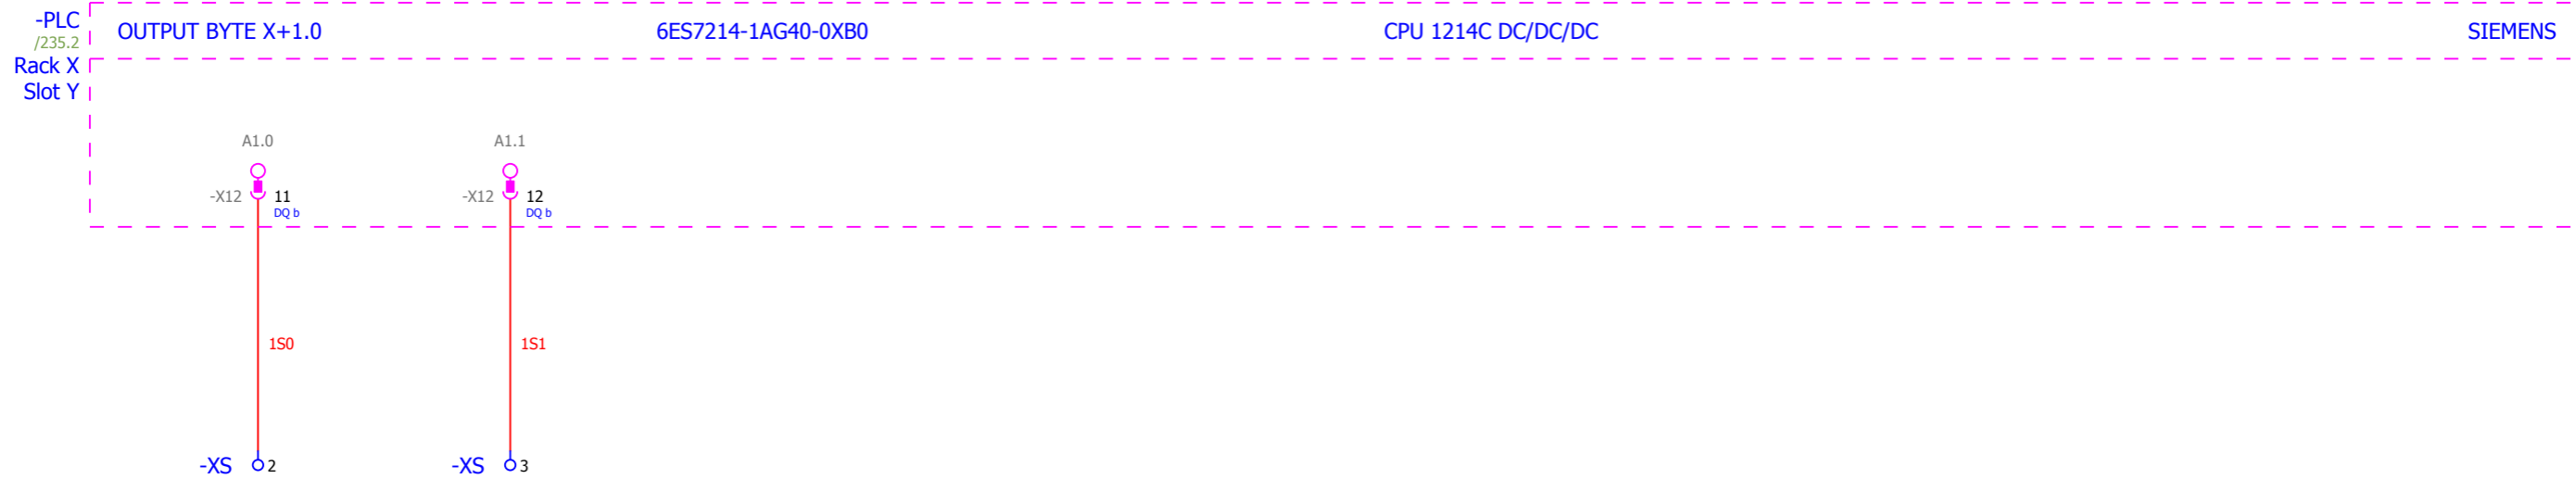 -PLC
/235.2
Rack X
Slot Y
OUTPUT BYTE X+1.0
6ES7214-1AG40-0XB0
CPU 1214C DC/DC/DC
SIEMENS
A1.0
A1.1
-X12
11
DQ b
-X12
12
DQ b
1S0
1S1
-XS
2
-XS
3